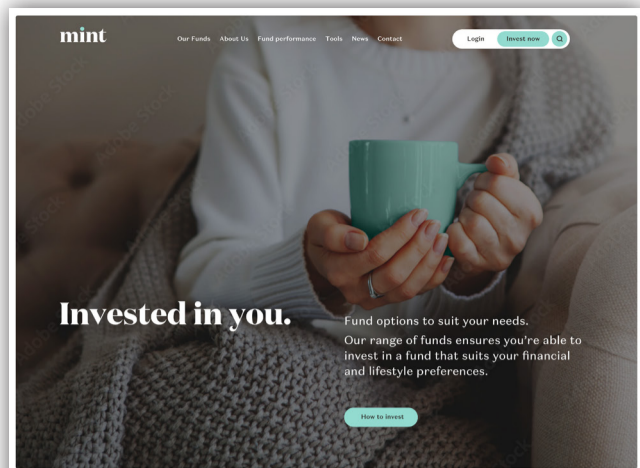 mint
Our Funds About Us Fund performance Tools News Contact
Login Invest now
Invested in you.
Fund options to suit your needs.
Our range of funds ensures you're able to
invest in a fund that suits your financial
and lifestyle preferences.
How to invest
Adobe Stock